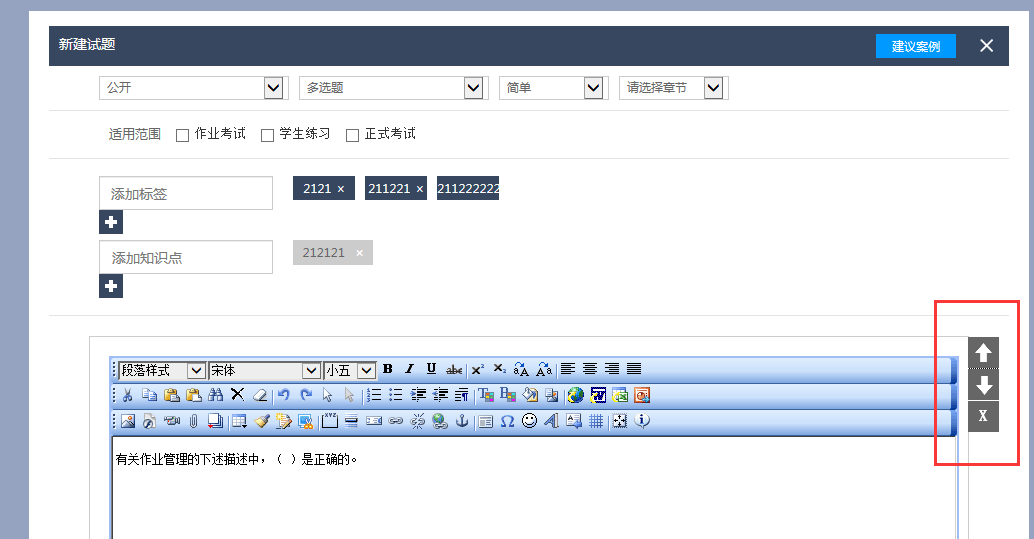 新建试题
建议案例
公开
多选题
简单
请选择章节
适用范围 作业考试 学生练习 正式考试
添加标签
2121 ×
211221 ×
211222222
添加知识点
212121 ×
段落样式 宋体 小五 B I U abc x² x₂
X
有关作业管理的下述描述中，（ ）是正确的。